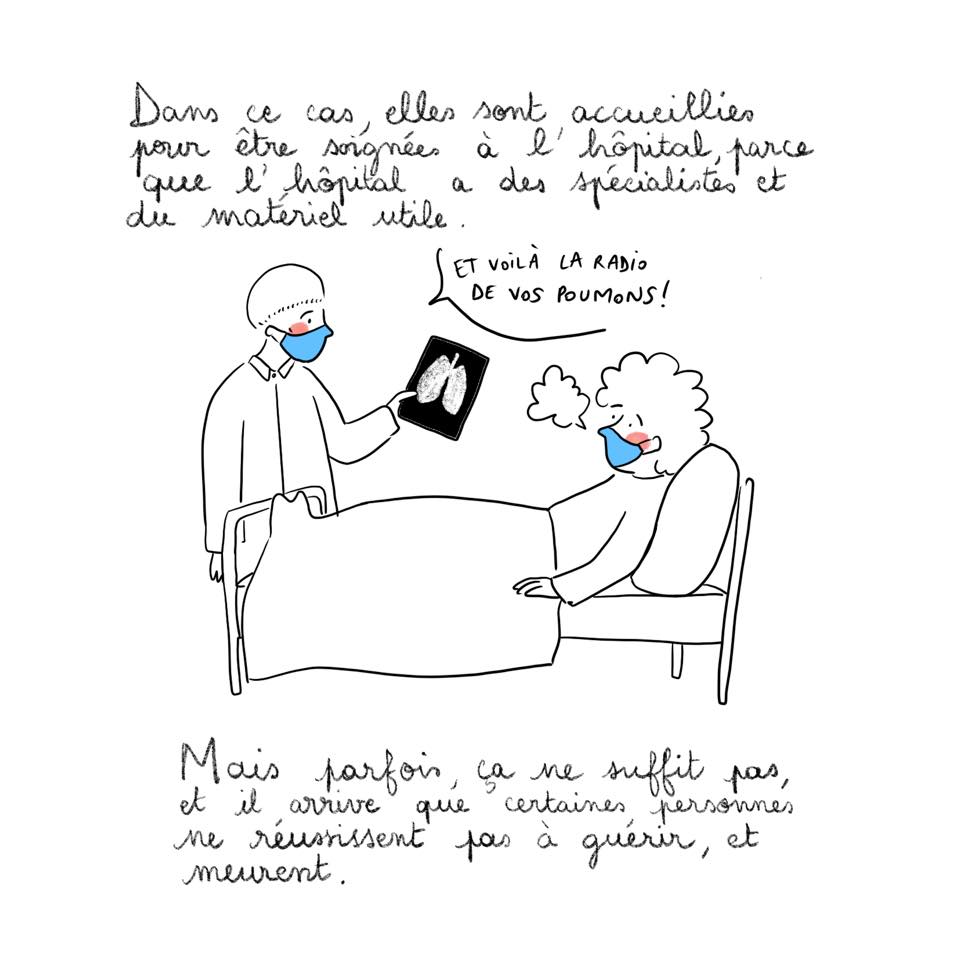 Dans ce cas, elles sont accueillies
pour être soignées à l'hôpital, parce
que l'hôpital a des spécialistes et
du matériel utile.
ET VOILÀ LA RADIO
DE VOS POUMONS!
Mais parfois, ça ne suffit pas,
et il arrive que certaines personnes
ne réussissent pas à guérir, et
meurent.